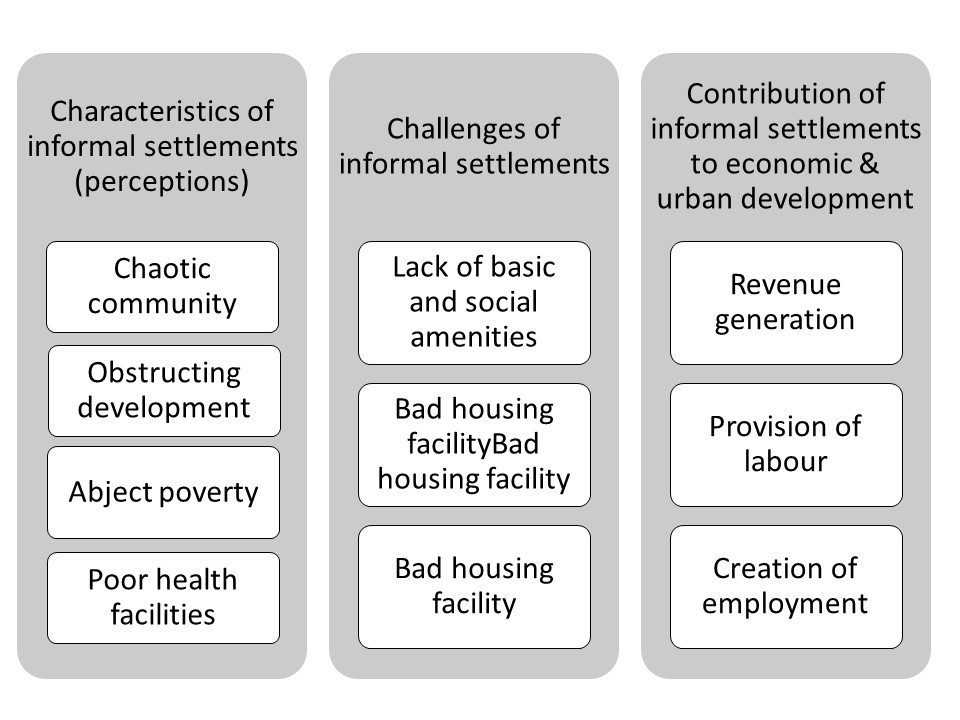 Characteristics of
informal settlements
(perceptions)
Chaotic
community
Obstructing
development
Abject poverty
Poor health
facilities
Challenges of
informal settlements
Lack of basic
and social
amenities
Bad housing
facilityBad
housing facility
Bad housing
facility
Contribution of
informal settlements
to economic &
urban development
Revenue
generation
Provision of
labour
Creation of
employment